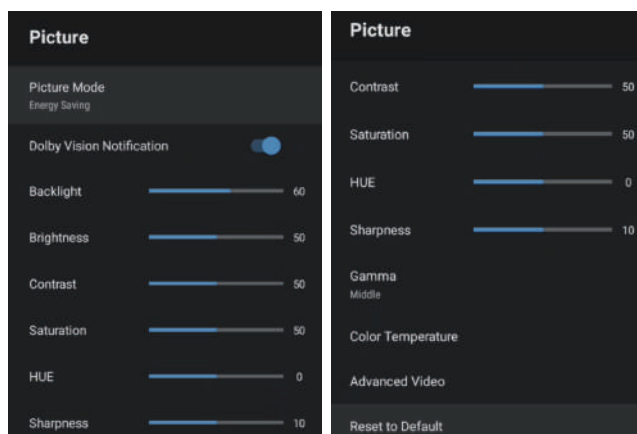 Picture
Picture Mode
Energy Saving
Dolby Vision Notification
Backlight 60
Brightness 50
Contrast 50
Saturation 50
HUE 0
Sharpness 10
Picture
Contrast 50
Saturation 50
HUE 0
Sharpness 10
Gamma
Middle
Color Temperature
Advanced Video
Reset to Default